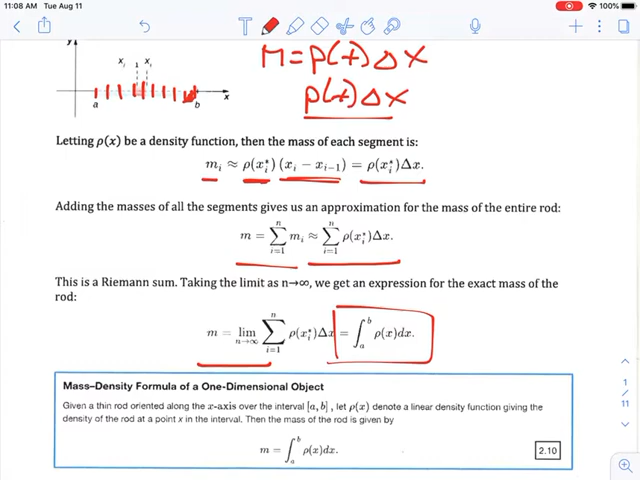 11:08 AM Tue Aug 11
100%
y
M = ρ(x) Δx
ρ(x) Δx
a b x
Letting ρ(x) be a density function, then the mass of each segment is:
mᵢ ≈ ρ(xᵢ*) (xᵢ − xᵢ₋₁) = ρ(xᵢ*)Δx.
Adding the masses of all the segments gives us an approximation for the mass of the entire rod:
m = ∑ᵢ₌₁ⁿ mᵢ ≈ ∑ᵢ₌₁ⁿ ρ(xᵢ*)Δx.
This is a Riemann sum. Taking the limit as n→∞, we get an expression for the exact mass of the
rod:
m = lim n→∞ ∑ᵢ₌₁ⁿ ρ(xᵢ*)Δx = ∫ₐᵇ ρ(x)dx.
Mass–Density Formula of a One-Dimensional Object
Given a thin rod oriented along the x-axis over the interval [a, b], let ρ(x) denote a linear density function giving the
density of the rod at a point x in the interval. Then the mass of the rod is given by
m = ∫ₐᵇ ρ(x)dx.
2.10
1
/
11